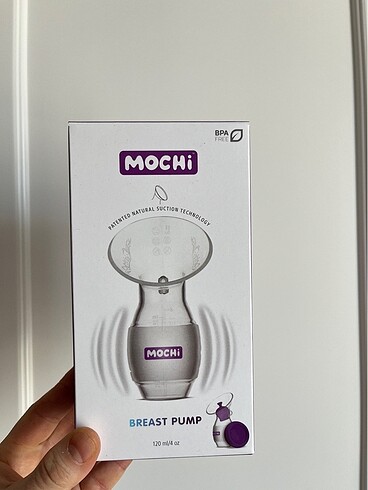 BPA
FREE
MOCHi
PATENTED NATURAL SUCTION TECHNOLOGY
MOCHi
BREAST PUMP
120 ml/4 oz